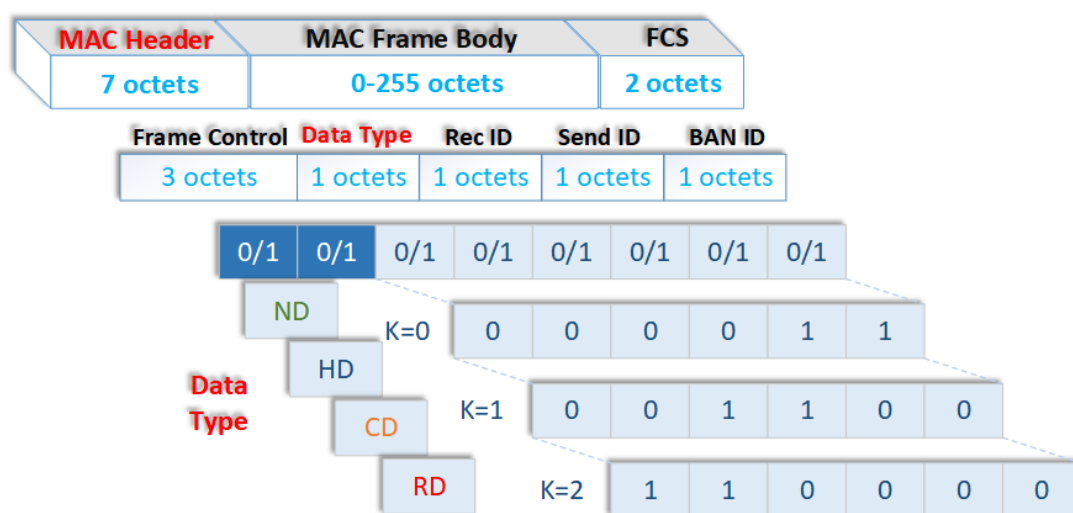 MAC Header MAC Frame Body FCS
7 octets 0-255 octets 2 octets
Frame Control Data Type Rec ID Send ID BAN ID
3 octets 1 octets 1 octets 1 octets 1 octets
0/1 0/1 0/1 0/1 0/1 0/1 0/1 0/1
ND
K=0 0 0 0 0 1 1
HD
Data
Type
K=1 0 0 1 1 0 0
CD
RD
K=2 1 1 0 0 0 0